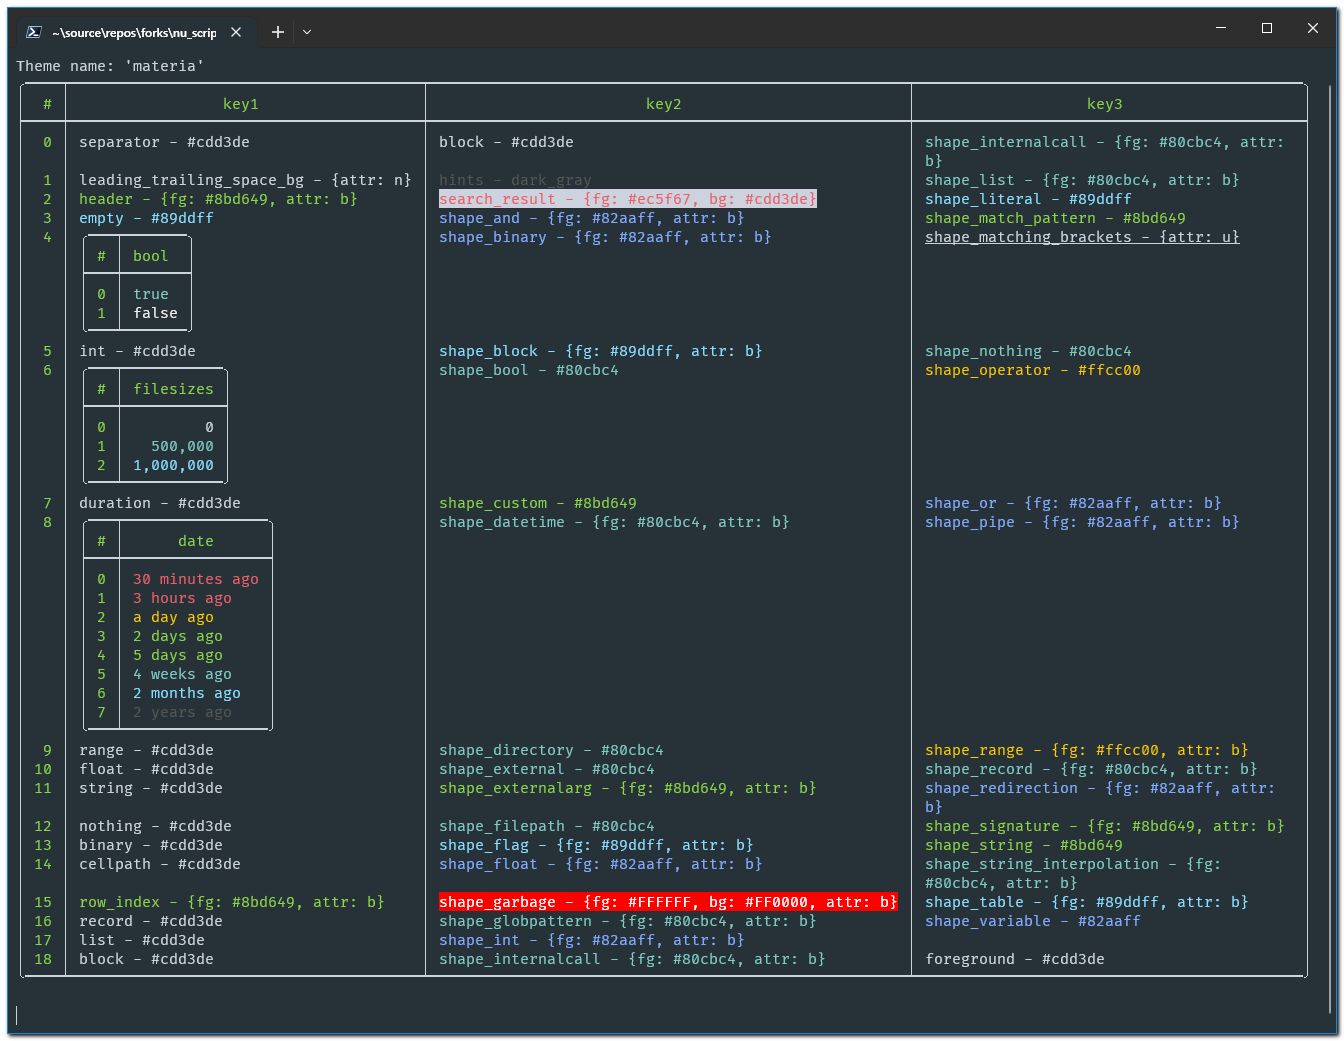 ~\source\repos\forks\nu_scrip
Theme name: 'materia'
# key1 key2 key3
0 separator - #cdd3de block - #cdd3de shape_internalcall - {fg: #80cbc4, attr:
b}
1 leading_trailing_space_bg - {attr: n} hints - dark_gray shape_list - {fg: #80cbc4, attr: b}
2 header - {fg: #8bd649, attr: b} search_result - {fg: #ec5f67, bg: #cdd3de} shape_literal - #89ddff
3 empty - #89ddff shape_and - {fg: #82aaff, attr: b} shape_match_pattern - #8bd649
4 shape_binary - {fg: #82aaff, attr: b} shape_matching_brackets - {attr: u}
# bool
0 true
1 false
5 int - #cdd3de shape_block - {fg: #89ddff, attr: b} shape_nothing - #80cbc4
6 shape_bool - #80cbc4 shape_operator - #ffcc00
# filesizes
0 0
1 500,000
2 1,000,000
7 duration - #cdd3de shape_custom - #8bd649 shape_or - {fg: #82aaff, attr: b}
8 shape_datetime - {fg: #80cbc4, attr: b} shape_pipe - {fg: #82aaff, attr: b}
# date
0 30 minutes ago
1 3 hours ago
2 a day ago
3 2 days ago
4 5 days ago
5 4 weeks ago
6 2 months ago
7 2 years ago
9 range - #cdd3de shape_directory - #80cbc4 shape_range - {fg: #ffcc00, attr: b}
10 float - #cdd3de shape_external - #80cbc4 shape_record - {fg: #80cbc4, attr: b}
11 string - #cdd3de shape_externalarg - {fg: #8bd649, attr: b} shape_redirection - {fg: #82aaff, attr:
b}
12 nothing - #cdd3de shape_filepath - #80cbc4 shape_signature - {fg: #8bd649, attr: b}
13 binary - #cdd3de shape_flag - {fg: #89ddff, attr: b} shape_string - #8bd649
14 cellpath - #cdd3de shape_float - {fg: #82aaff, attr: b} shape_string_interpolation - {fg:
#80cbc4, attr: b}
15 row_index - {fg: #8bd649, attr: b} shape_garbage - {fg: #FFFFFF, bg: #FF0000, attr: b} shape_table - {fg: #89ddff, attr: b}
16 record - #cdd3de shape_globpattern - {fg: #80cbc4, attr: b} shape_variable - #82aaff
17 list - #cdd3de shape_int - {fg: #82aaff, attr: b}
18 block - #cdd3de shape_internalcall - {fg: #80cbc4, attr: b} foreground - #cdd3de